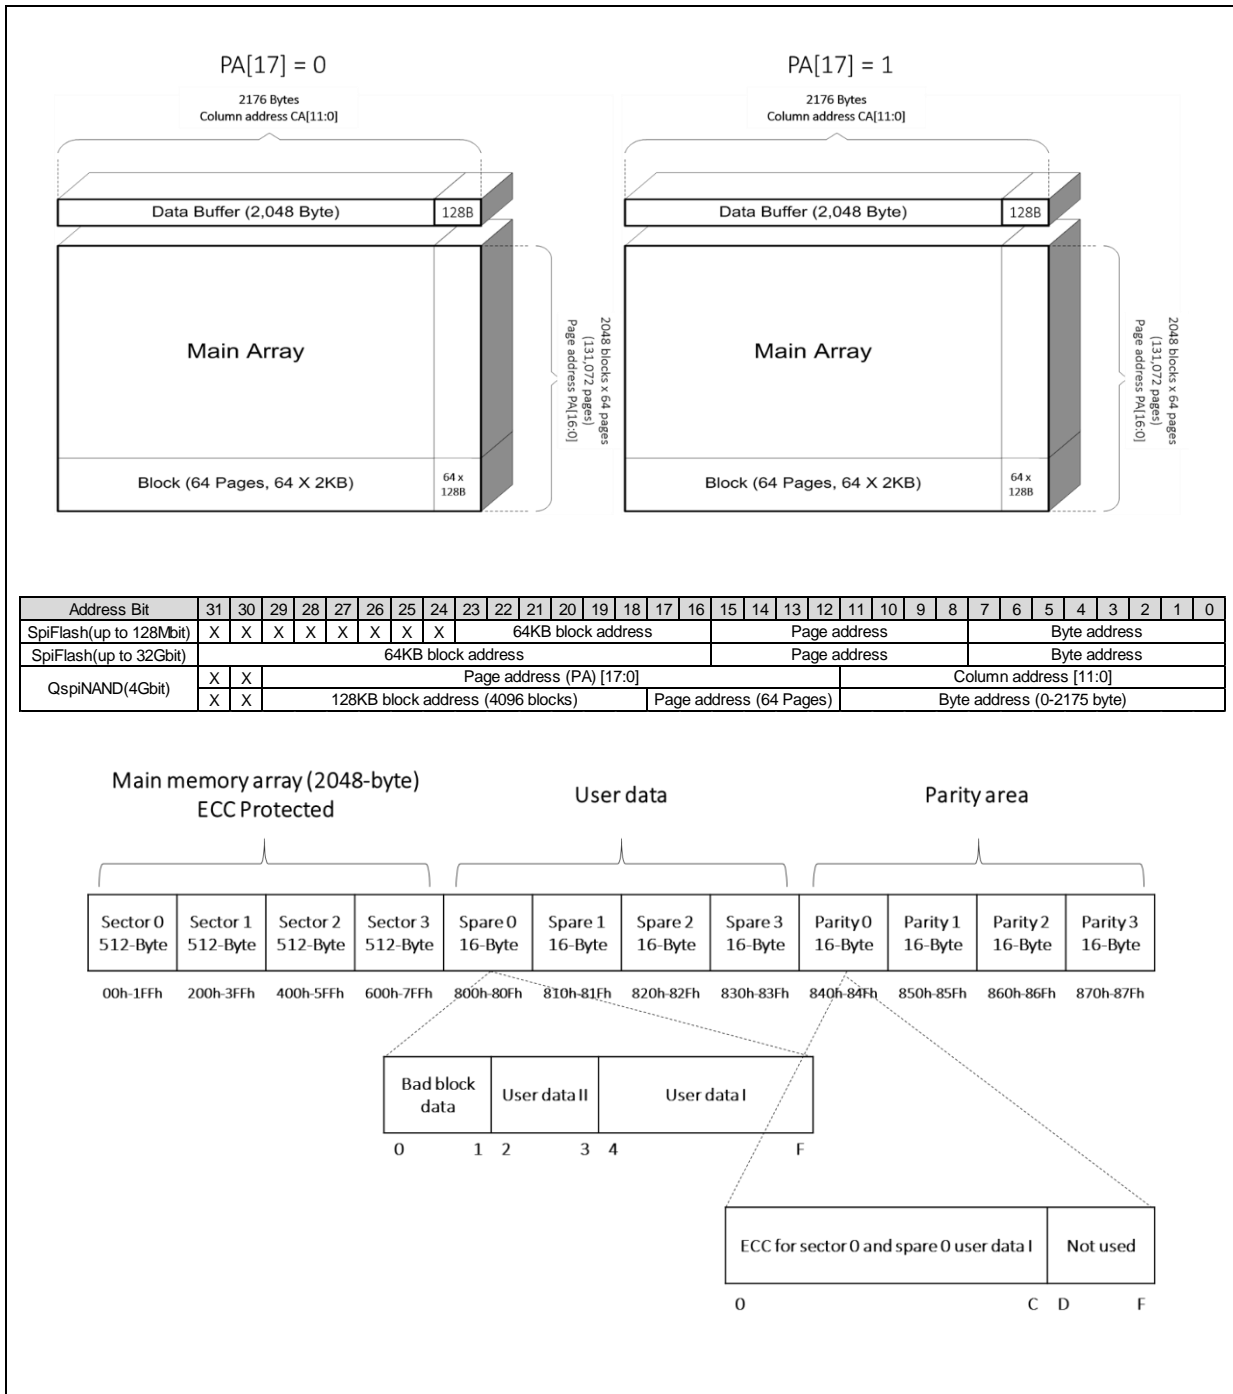 PA[17] = 0
2176 Bytes
Column address CA[11:0]
Data Buffer (2,048 Byte) 128B
Main Array
Block (64 Pages, 64 X 2KB) 64 x
128B
2048 blocks x 64 pages
(131,072 pages)
Page address PA[16:0]
PA[17] = 1
2176 Bytes
Column address CA[11:0]
Data Buffer (2,048 Byte) 128B
Main Array
Block (64 Pages, 64 X 2KB) 64 x
128B
2048 blocks x 64 pages
(131,072 pages)
Page address PA[16:0]
Address Bit 31 30 29 28 27 26 25 24 23 22 21 20 19 18 17 16 15 14 13 12 11 10 9 8 7 6 5 4 3 2 1 0
SpiFlash(up to 128Mbit) X X X X X X X X 64KB block address Page address Byte address
SpiFlash(up to 32Gbit) 64KB block address Page address Byte address
QspiNAND(4Gbit) X X Page address (PA) [17:0] Column address [11:0]
X X 128KB block address (4096 blocks) Page address (64 Pages) Byte address (0-2175 byte)
Main memory array (2048-byte)
ECC Protected
User data
Parity area
Sector 0 Sector 1 Sector 2 Sector 3 Spare 0 Spare 1 Spare 2 Spare 3 Parity 0 Parity 1 Parity 2 Parity 3
512-Byte 512-Byte 512-Byte 512-Byte 16-Byte 16-Byte 16-Byte 16-Byte 16-Byte 16-Byte 16-Byte 16-Byte
00h-1FFh 200h-3FFh 400h-5FFh 600h-7FFh 800h-80Fh 810h-81Fh 820h-82Fh 830h-83Fh 840h-84Fh 850h-85Fh 860h-86Fh 870h-87Fh
Bad block
data
User data II
User data I
0 1 2 3 4 F
ECC for sector 0 and spare 0 user data I Not used
0 C D F